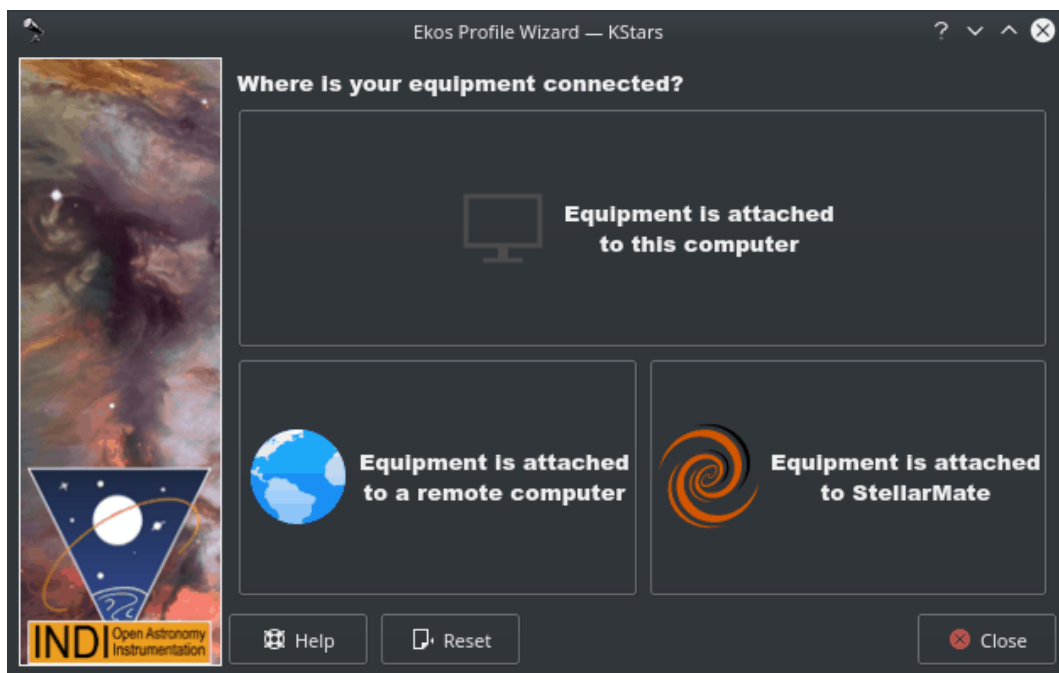 Ekos Profile Wizard — KStars
Where is your equipment connected?
Equipment is attached
to this computer
Equipment is attached
to a remote computer
Equipment is attached
to StellarMate
INDI Open Astronomy
Instrumentation
Help
Reset
Close